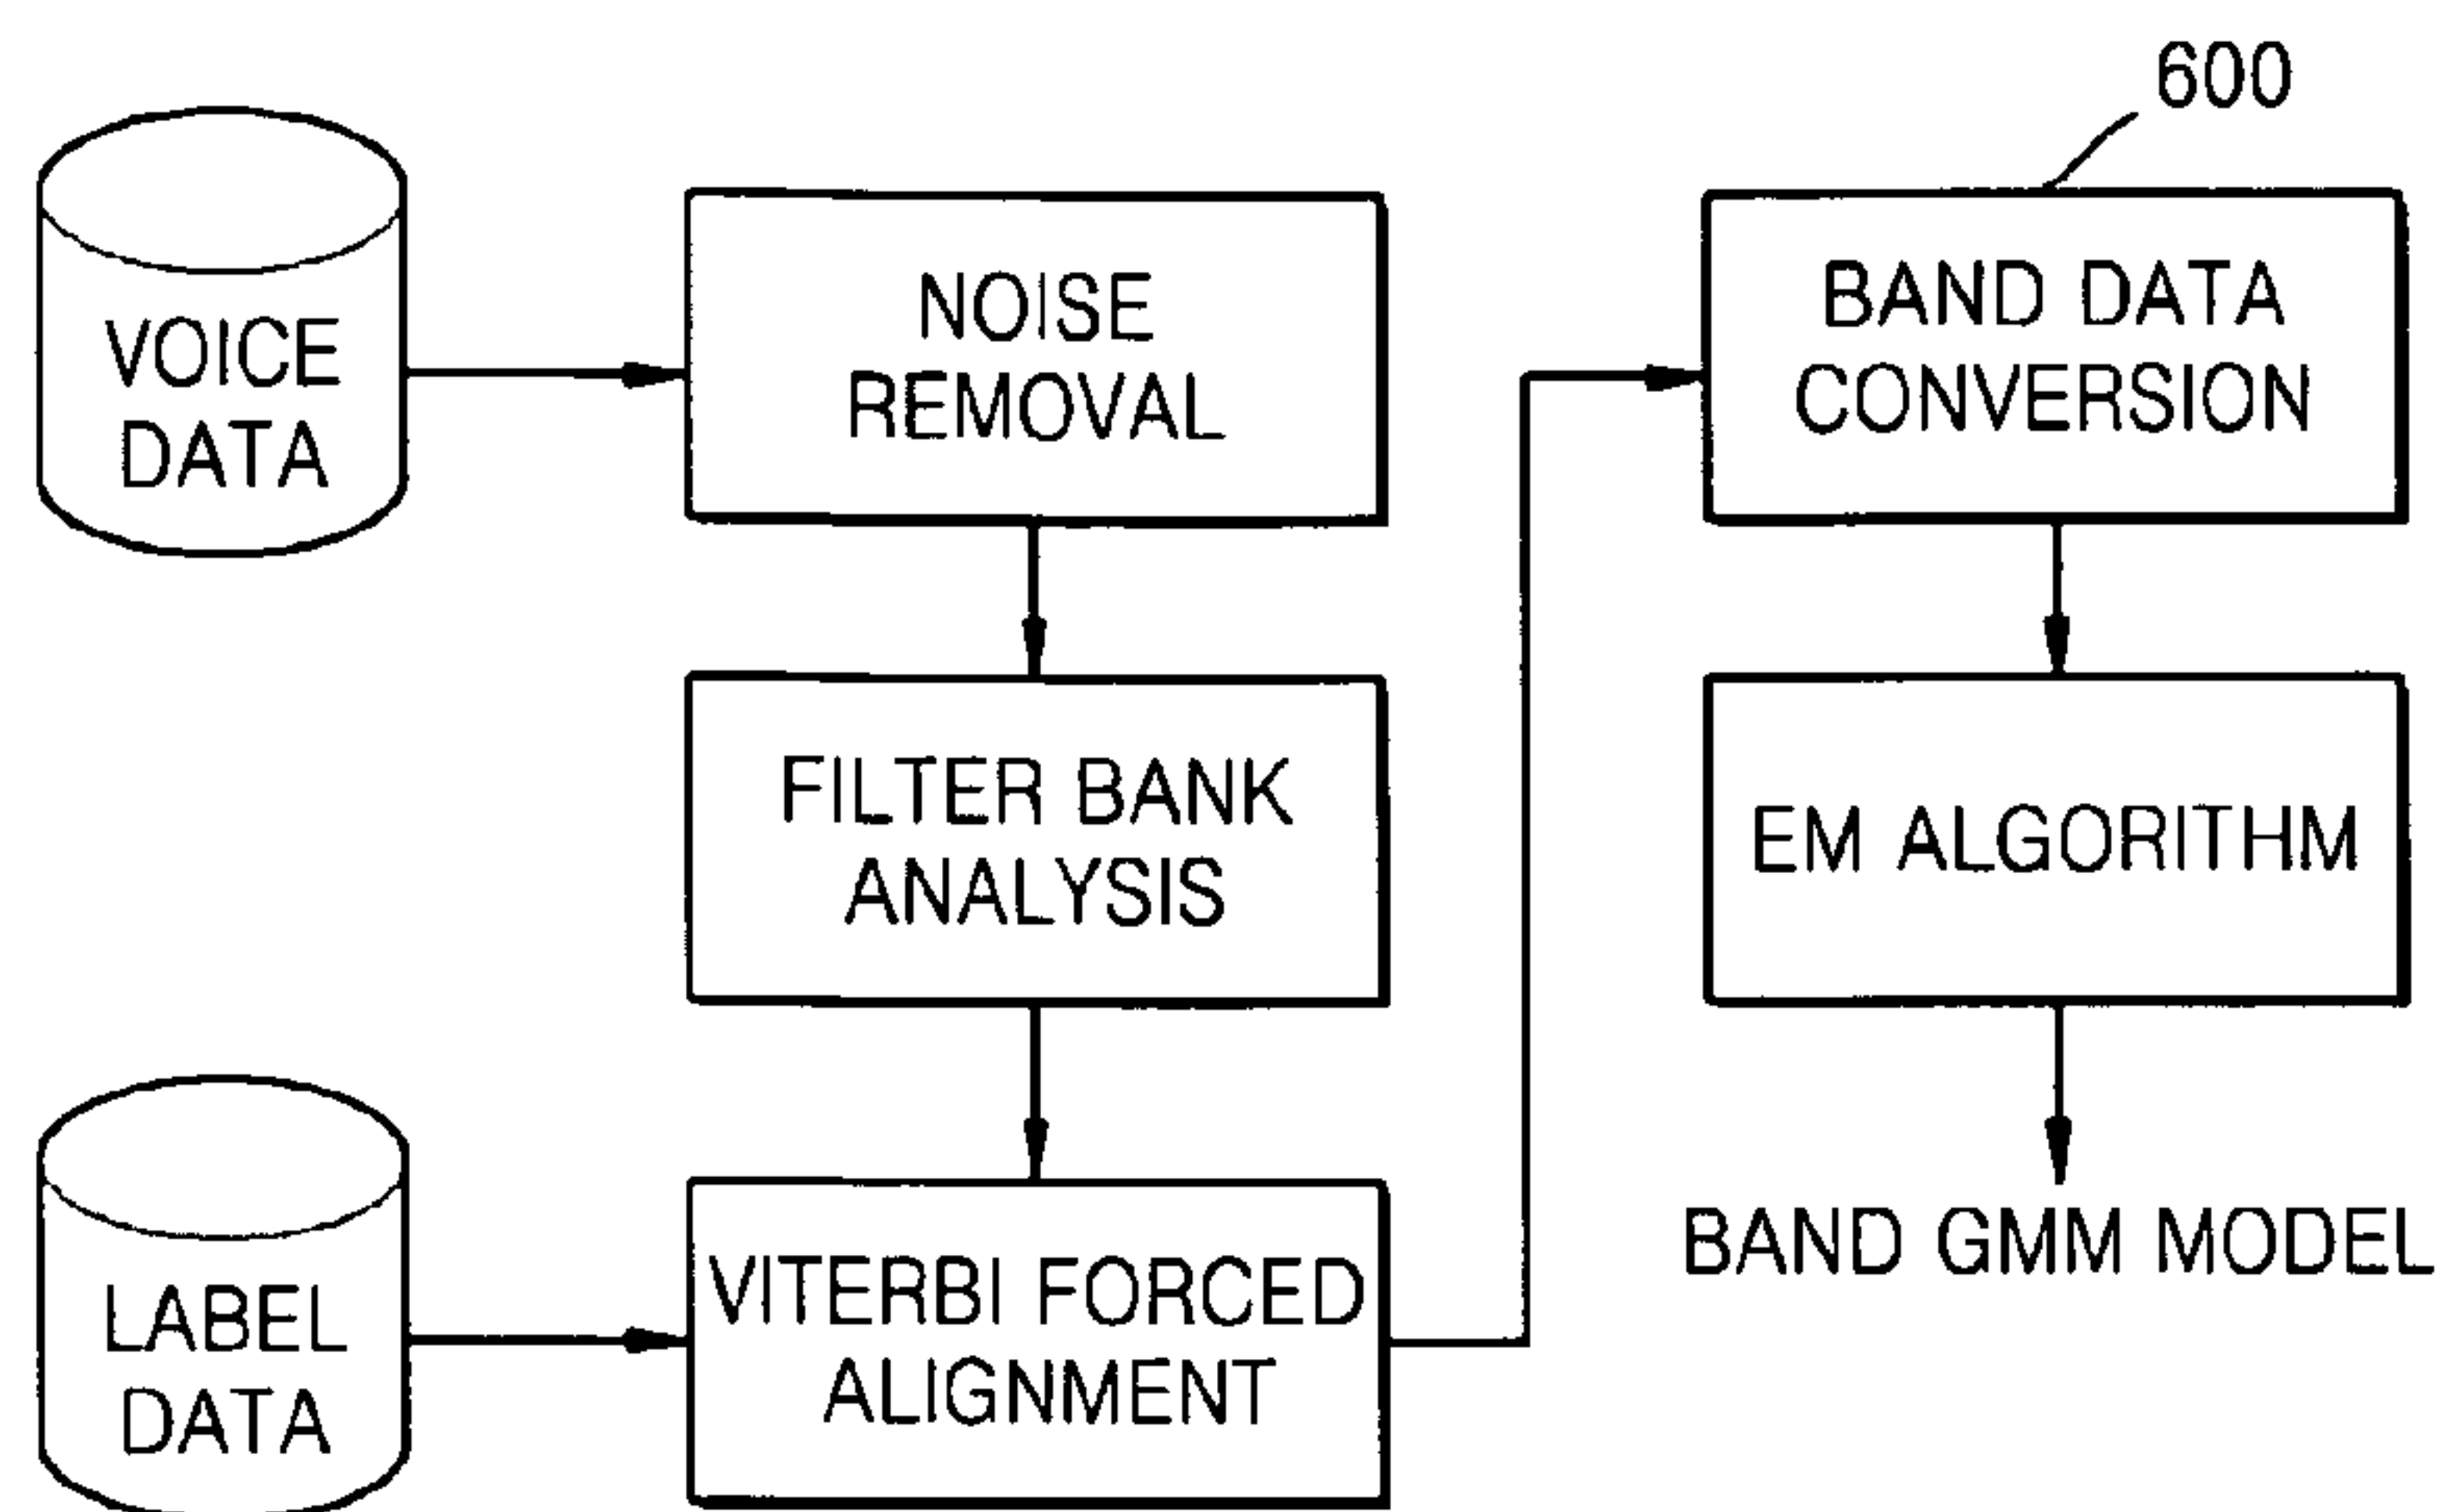 600
VOICE
DATA
NOISE
REMOVAL
FILTER BANK
ANALYSIS
LABEL
DATA
VITERBI FORCED
ALIGNMENT
BAND DATA
CONVERSION
EM ALGORITHM
BAND GMM MODEL